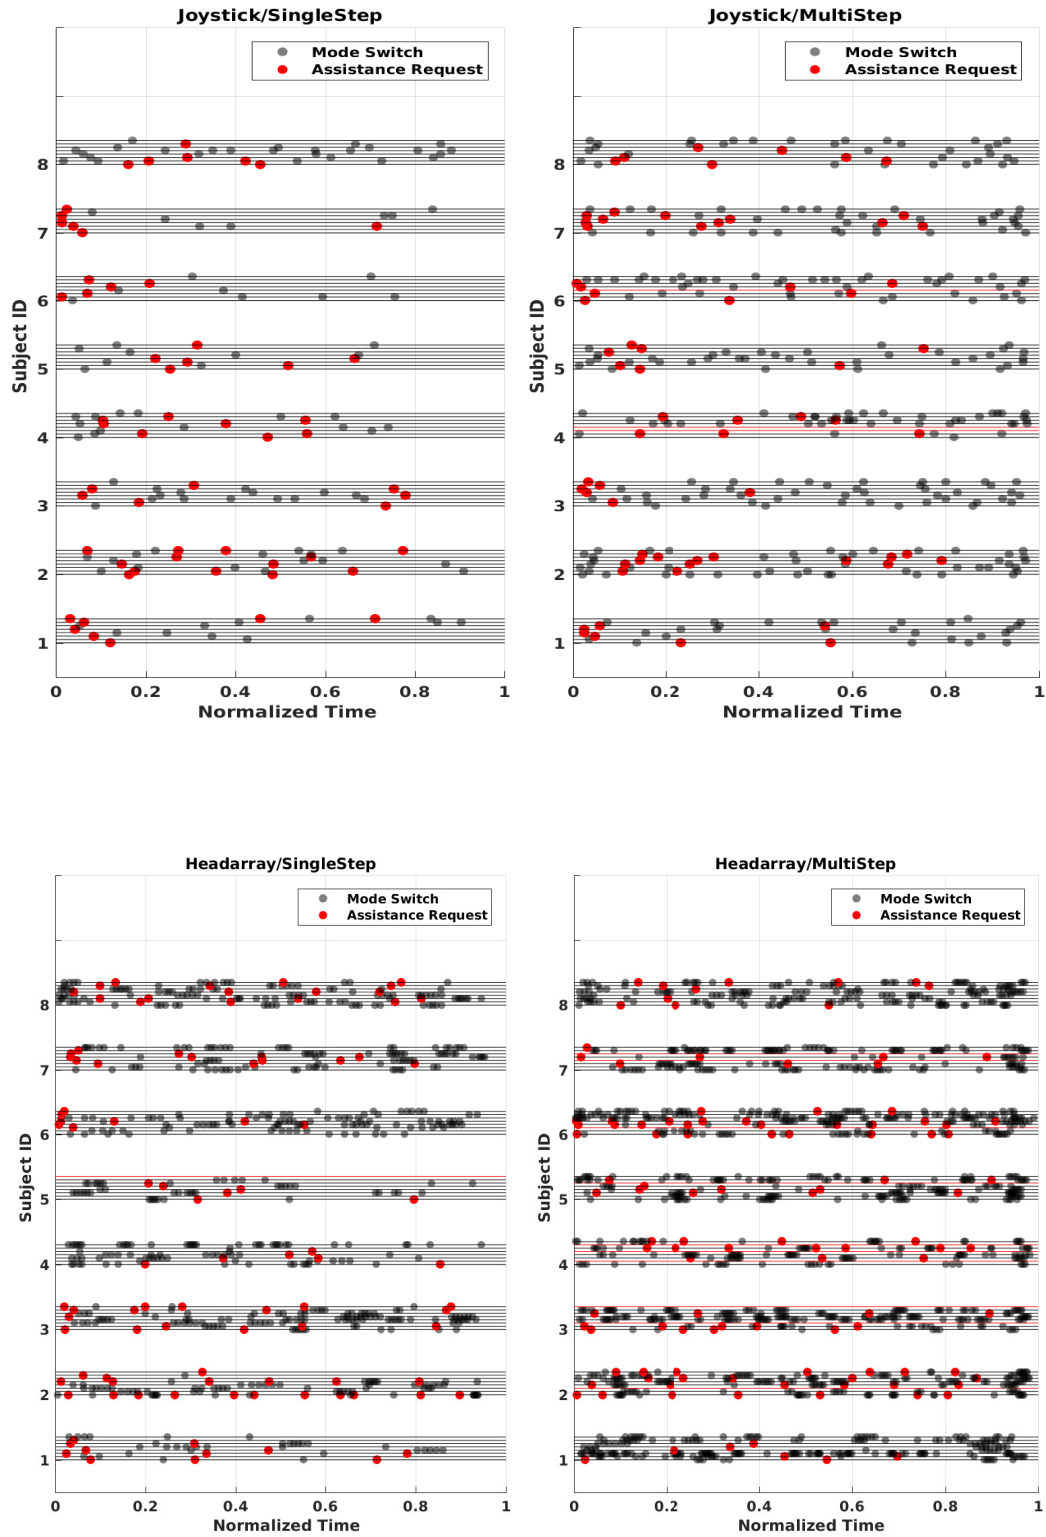 Joystick/SingleStep
Mode Switch
Assistance Request
8
7
6
5
4
3
2
1
Subject ID
0 0.2 0.4 0.6 0.8 1
Normalized Time
Joystick/MultiStep
Mode Switch
Assistance Request
8
7
6
5
4
3
2
1
Subject ID
0 0.2 0.4 0.6 0.8 1
Normalized Time
Headarray/SingleStep
Mode Switch
Assistance Request
8
7
6
5
4
3
2
1
Subject ID
0 0.2 0.4 0.6 0.8 1
Normalized Time
Headarray/MultiStep
Mode Switch
Assistance Request
8
7
6
5
4
3
2
1
Subject ID
0 0.2 0.4 0.6 0.8 1
Normalized Time